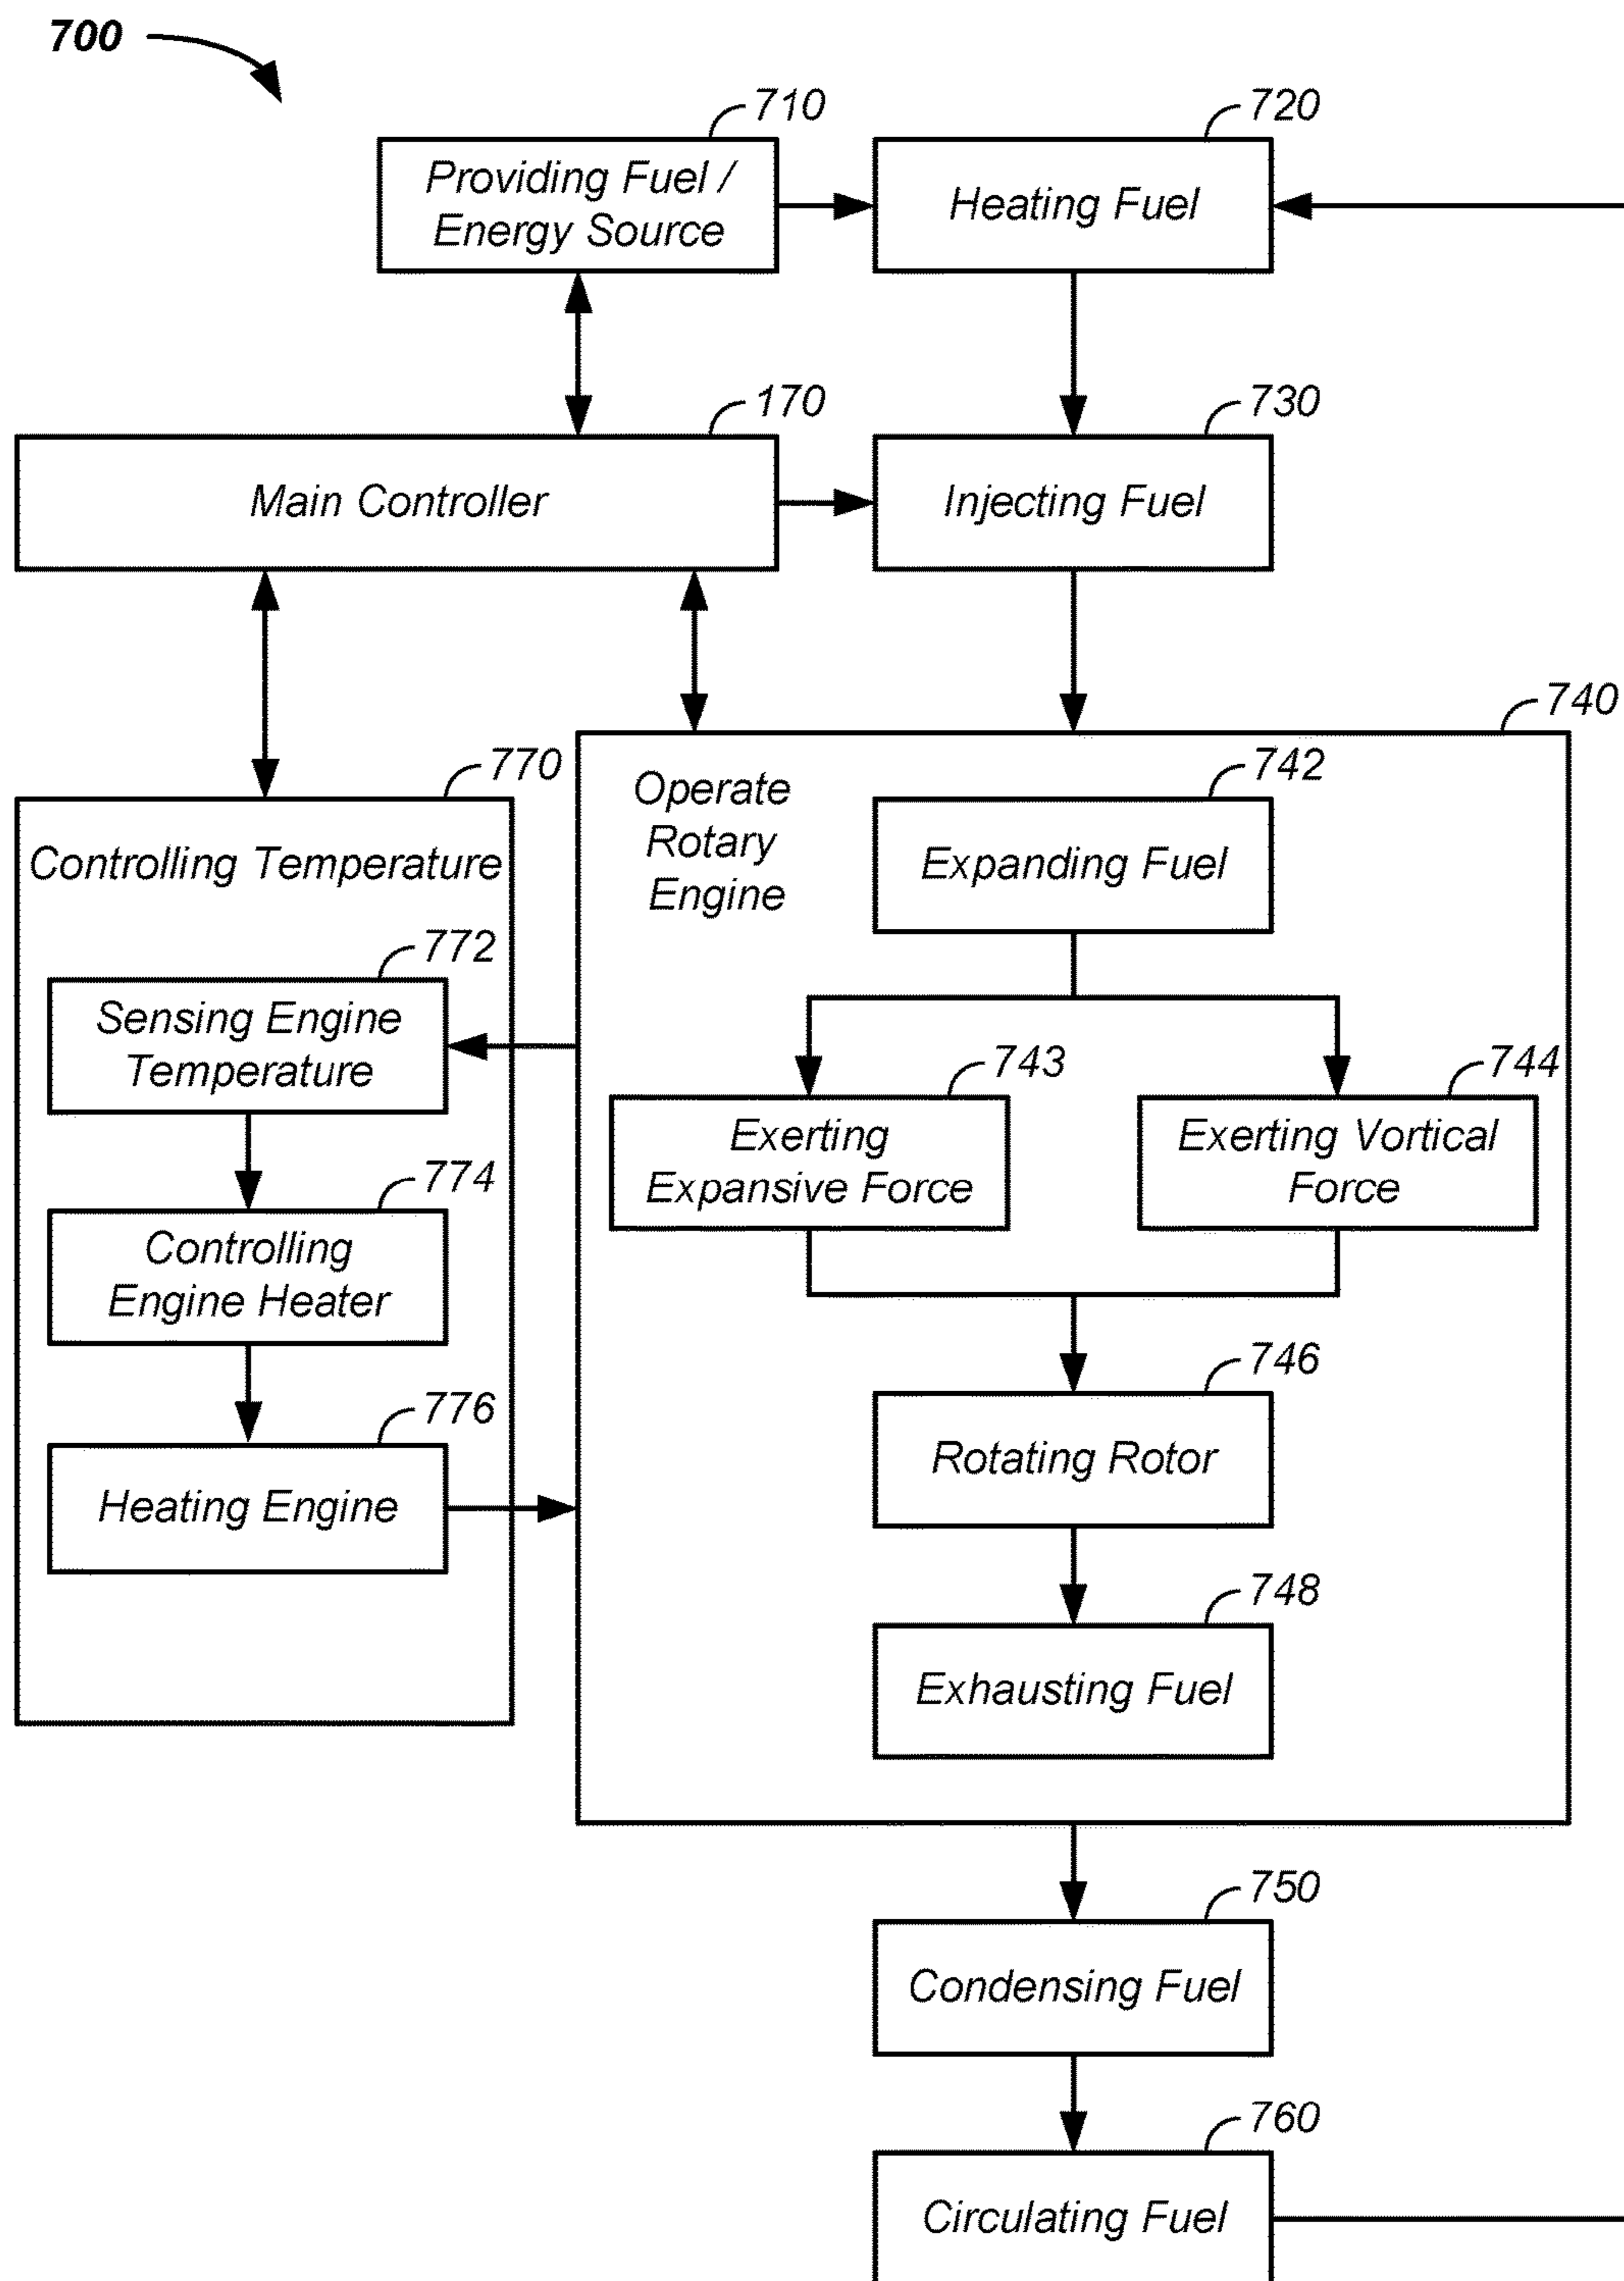 700
710
720
Providing Fuel /
Energy Source
Heating Fuel
170
730
Main Controller
Injecting Fuel
740
770
Controlling Temperature
Operate
Rotary
Engine
742
Expanding Fuel
772
Sensing Engine
Temperature
743
Exerting
Expansive Force
744
Exerting Vortical
Force
774
Controlling
Engine Heater
746
Rotating Rotor
776
Heating Engine
748
Exhausting Fuel
750
Condensing Fuel
760
Circulating Fuel